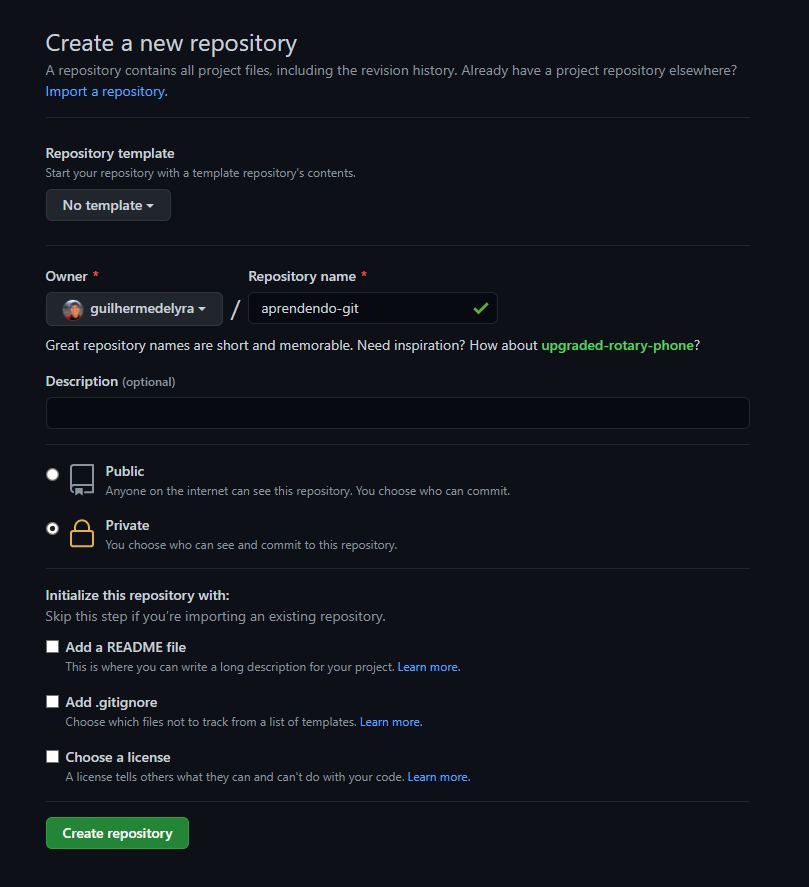 Create a new repository
A repository contains all project files, including the revision history. Already have a project repository elsewhere?
Import a repository.
Repository template
Start your repository with a template repository's contents.
No template
Owner *
Repository name *
guilhermedelyra / aprendendo-git
Great repository names are short and memorable. Need inspiration? How about upgraded-rotary-phone?
Description (optional)
Public
Anyone on the internet can see this repository. You choose who can commit.
Private
You choose who can see and commit to this repository.
Initialize this repository with:
Skip this step if you're importing an existing repository.
Add a README file
This is where you can write a long description for your project. Learn more.
Add .gitignore
Choose which files not to track from a list of templates. Learn more.
Choose a license
A license tells others what they can and can't do with your code. Learn more.
Create repository